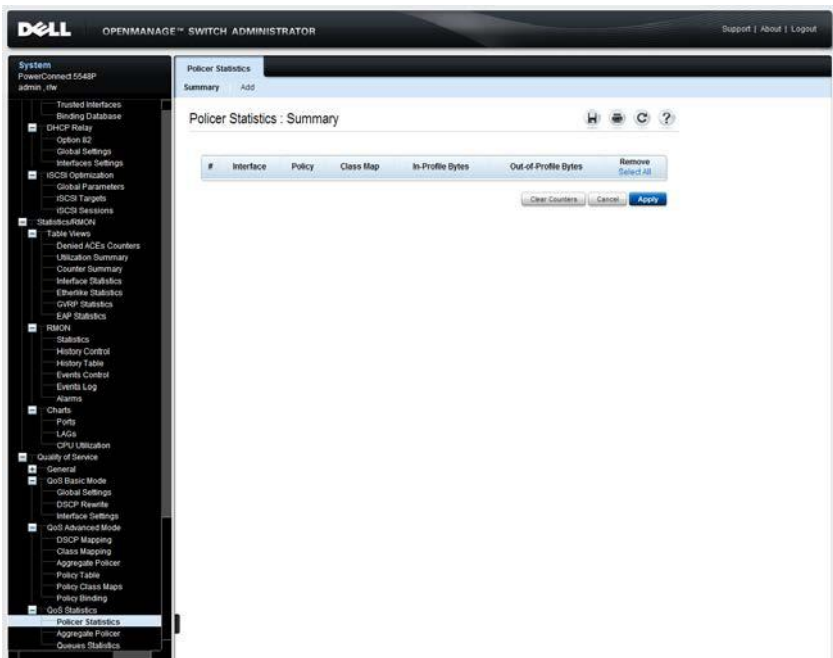 DELL OPENMANAGE™ SWITCH ADMINISTRATOR
Support | About | Logout
System
PowerConnect 5548P
admin , r/w
Trusted Interfaces
Binding Database
DHCP Relay
Option 82
Global Settings
Interfaces Settings
iSCSI Optimization
Global Parameters
iSCSI Targets
iSCSI Sessions
Statistics/RMON
Table Views
Denied ACEs Counters
Utilization Summary
Counter Summary
Interface Statistics
Etherlike Statistics
GVRP Statistics
EAP Statistics
RMON
Statistics
History Control
History Table
Events Control
Events Log
Alarms
Charts
Ports
LAGs
CPU Utilization
Quality of Service
General
QoS Basic Mode
Global Settings
DSCP Rewrite
Interface Settings
QoS Advanced Mode
DSCP Mapping
Class Mapping
Aggregate Policer
Policy Table
Policy Class Maps
Policy Binding
QoS Statistics
Policer Statistics
Aggregate Policer
Queues Statistics
Policer Statistics
Summary Add
Policer Statistics : Summary
# Interface Policy Class Map In-Profile Bytes Out-of-Profile Bytes Remove
Select All
Clear Counters Cancel Apply